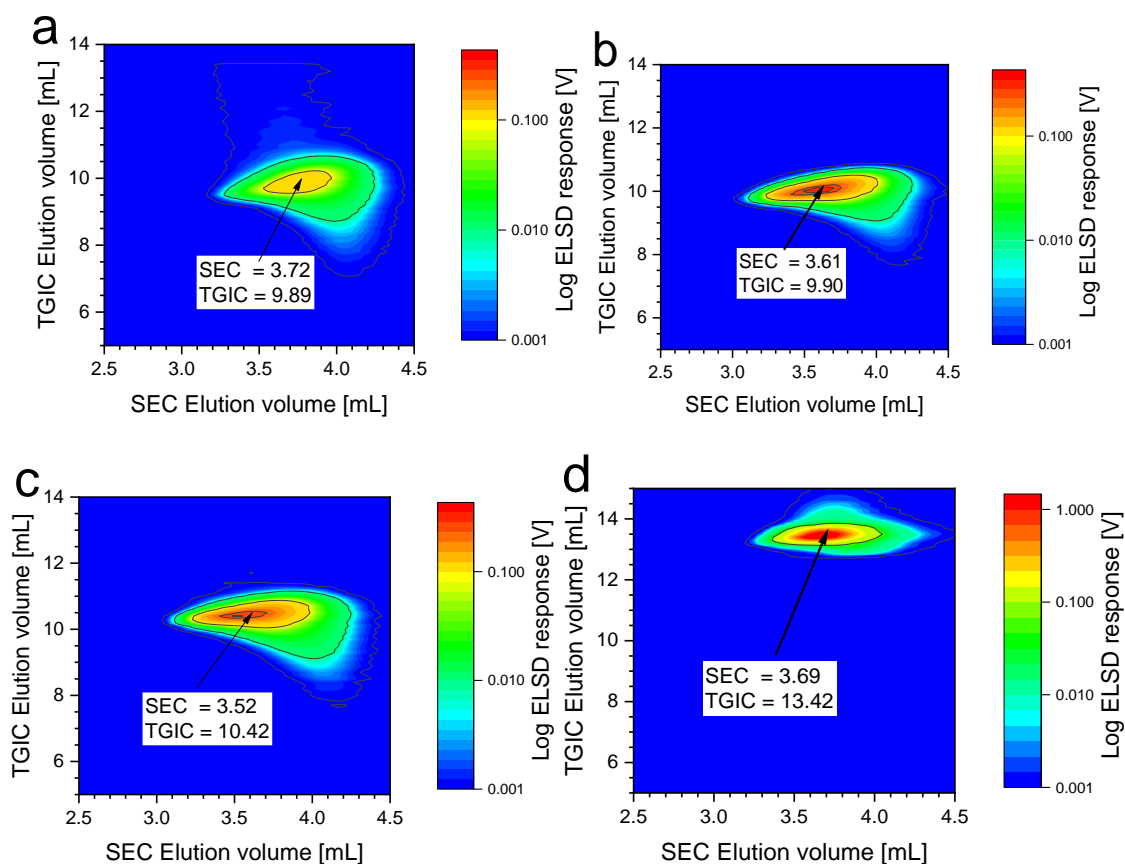 a
TGIC Elution volume [mL]
14
12
10
8
6
2.5 3.0 3.5 4.0 4.5
SEC Elution volume [mL]
SEC = 3.72
TGIC = 9.89
0.100
0.010
0.001
Log ELSD response [V]
b
TGIC Elution volume [mL]
14
12
10
8
6
2.5 3.0 3.5 4.0 4.5
SEC Elution volume [mL]
SEC = 3.61
TGIC = 9.90
0.100
0.010
0.001
Log ELSD response [V]
c
TGIC Elution volume [mL]
14
12
10
8
6
2.5 3.0 3.5 4.0 4.5
SEC Elution volume [mL]
SEC = 3.52
TGIC = 10.42
0.100
0.010
0.001
Log ELSD response [V]
d
TGIC Elution volume [mL]
14
12
10
8
6
2.5 3.0 3.5 4.0 4.5
SEC Elution volume [mL]
SEC = 3.69
TGIC = 13.42
1.000
0.100
0.010
0.001
Log ELSD response [V]